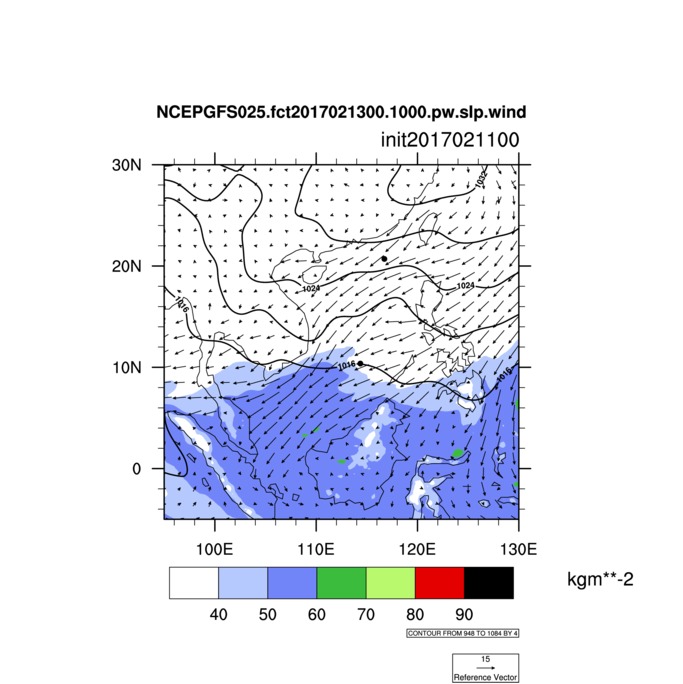 NCEPGFS025.fct2017021300.1000.pw.slp.wind
init2017021100
30N
1032
20N
1024
1024
1016
10N
1016
1016
0
100E 110E 120E 130E
kgm**-2
40 50 60 70 80 90
CONTOUR FROM 948 TO 1084 BY 4
15
Reference Vector